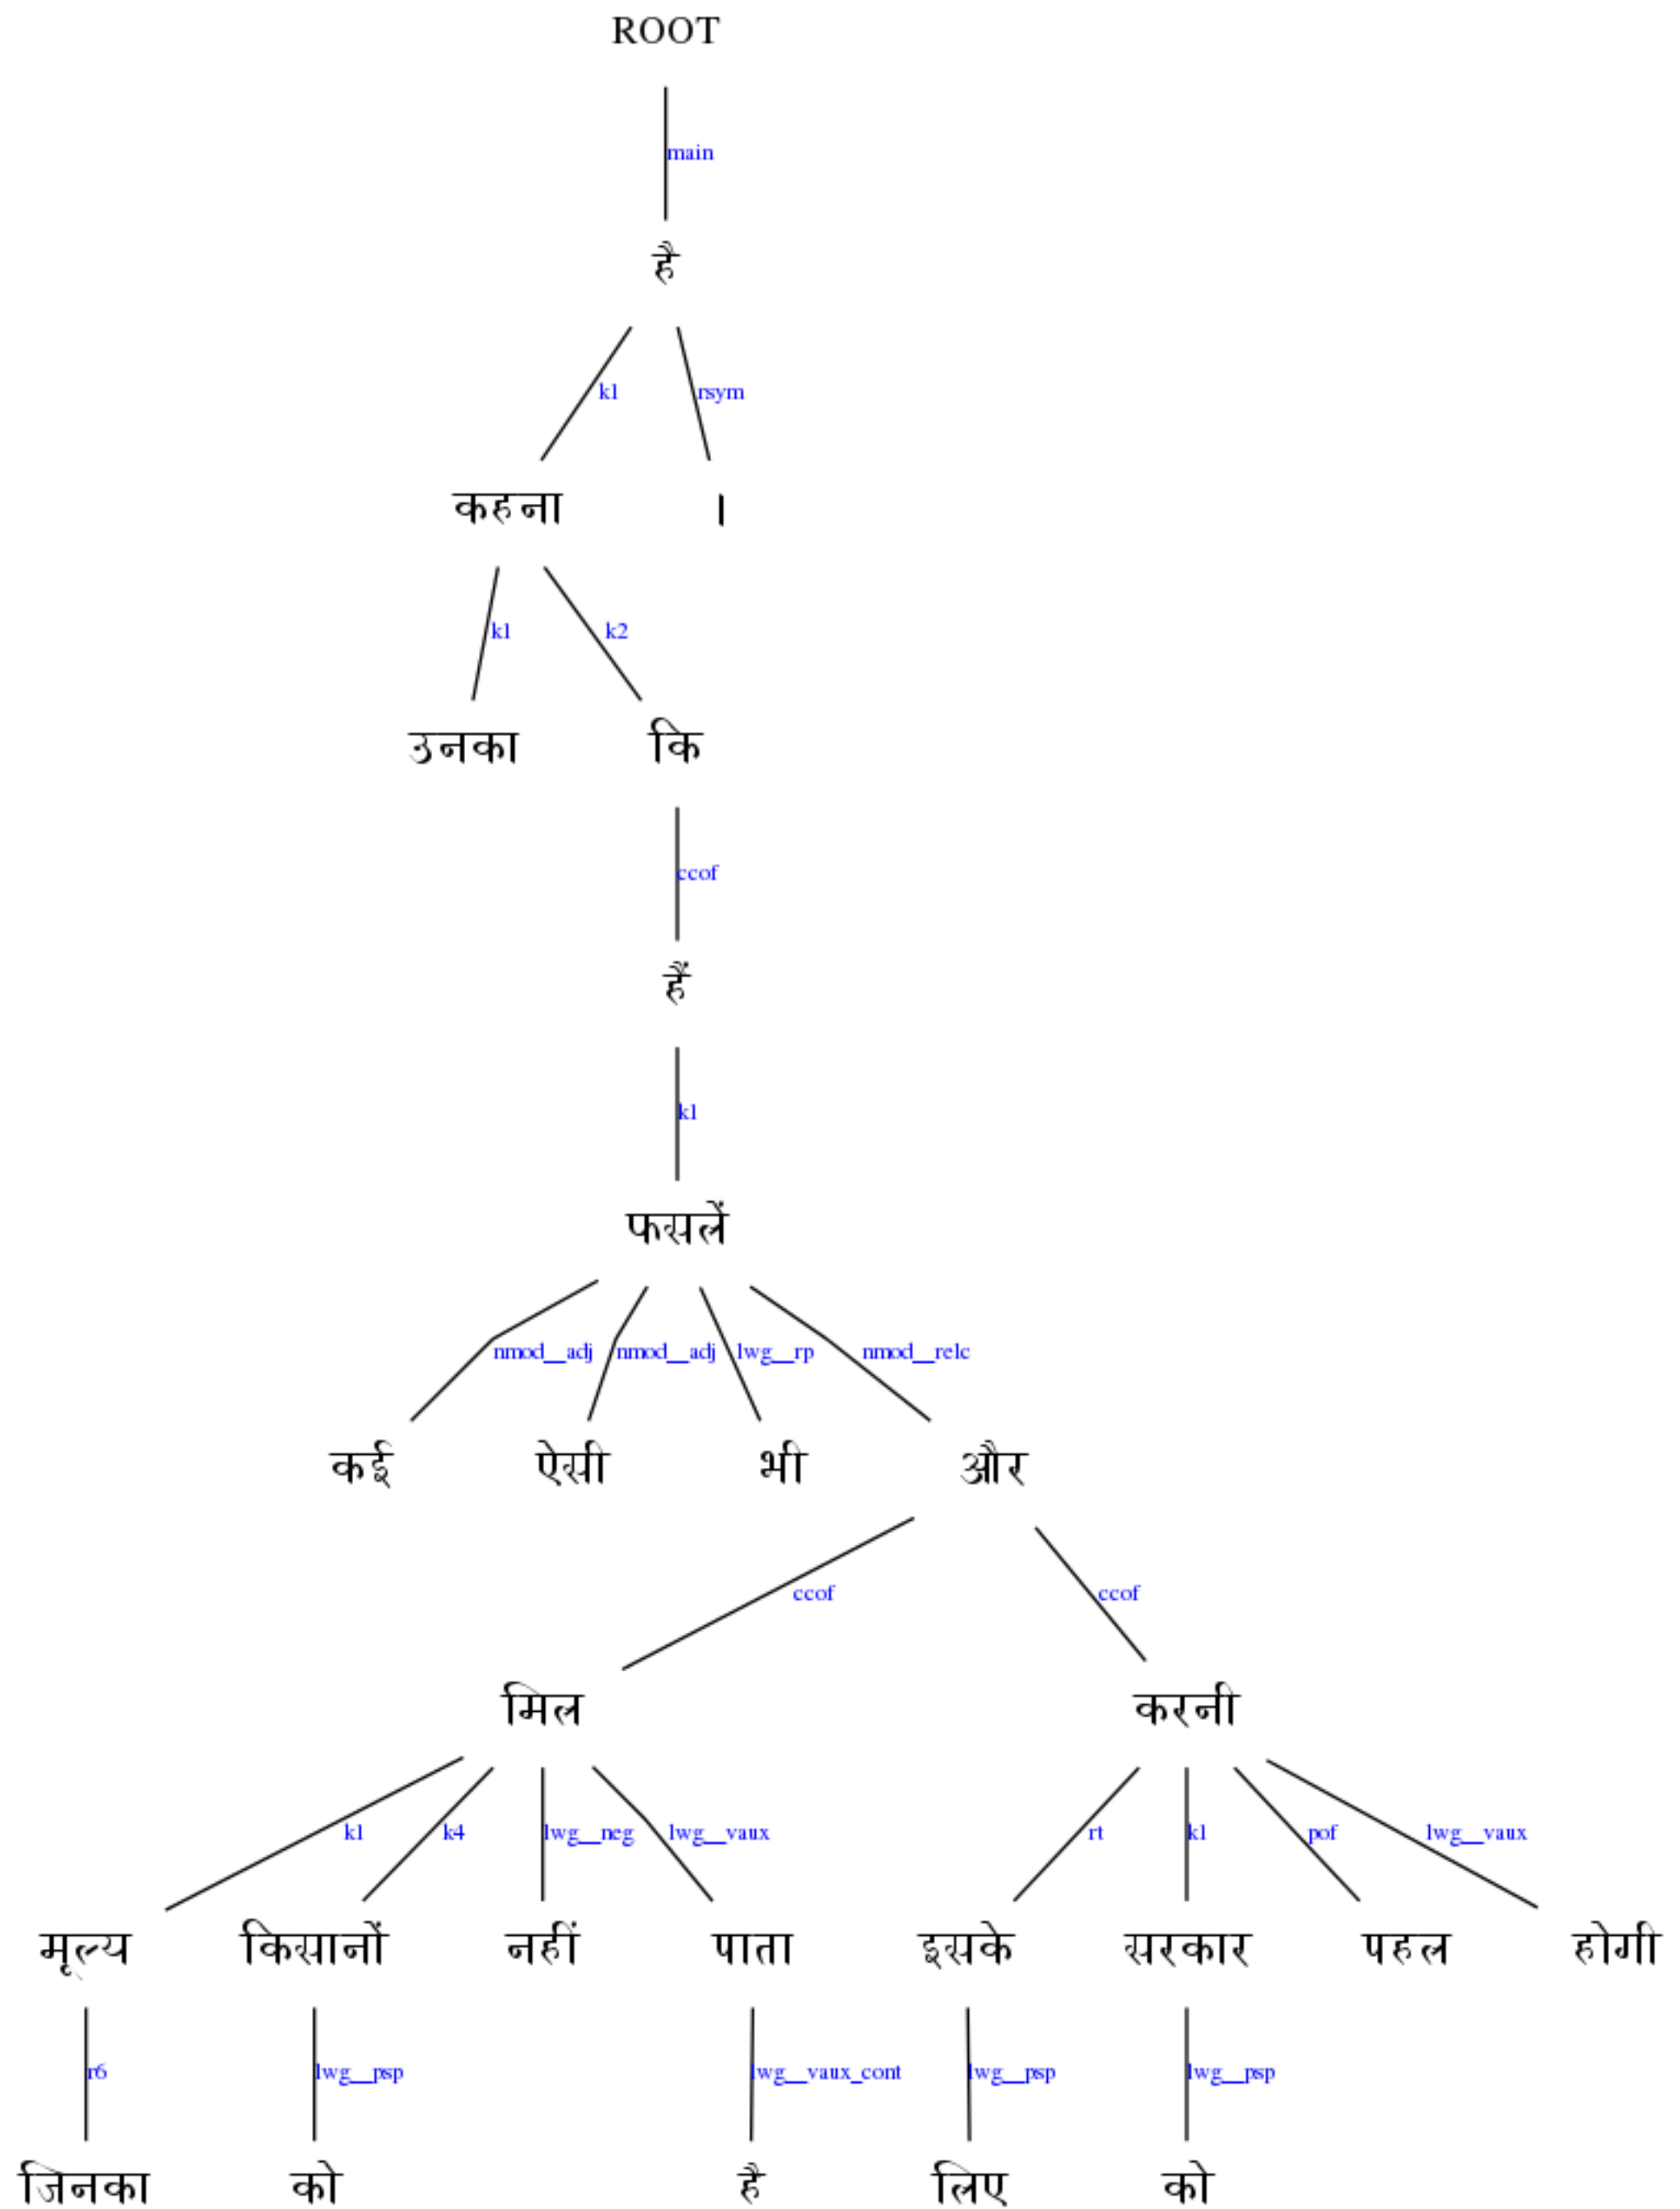 ROOT
main
है
k1 rsym
कहना ।
k1 k2
उनका कि
ccof
हैं
k1
फसलें
nmod__adj nmod__adj lwg__rp nmod__relc
कई ऐसी भी और
ccof ccof
मिल करनी
k1 k4 lwg__neg lwg__vaux rt k1 pof lwg__vaux
मूल्य किसानों नहीं पाता इसके सरकार पहल होगी
r6 lwg__psp lwg__vaux_cont lwg__psp lwg__psp
जिनका को है लिए को